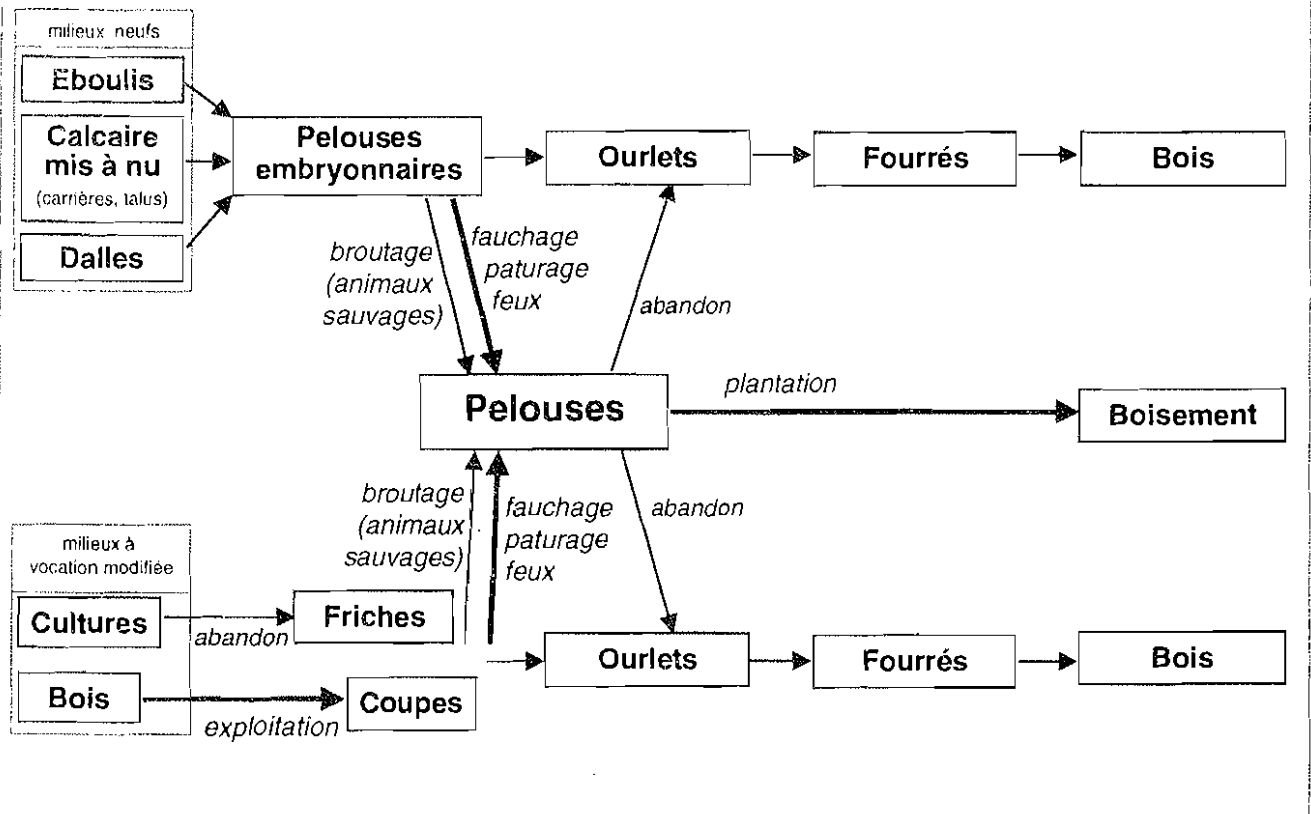 milieux neufs
Eboulis
Calcaire
mis à nu
(carrières, talus)
Dalles
Pelouses
embryonnaires
Ourlets
Fourrés
Bois
broutage
(animaux
sauvages)
fauchage
paturage
feux
abandon
Pelouses
plantation
Boisement
broutage
(animaux
sauvages)
fauchage
paturage
feux
abandon
milieux à
vocation modifiée
Cultures
abandon
Friches
Bois
exploitation
Coupes
Ourlets
Fourrés
Bois